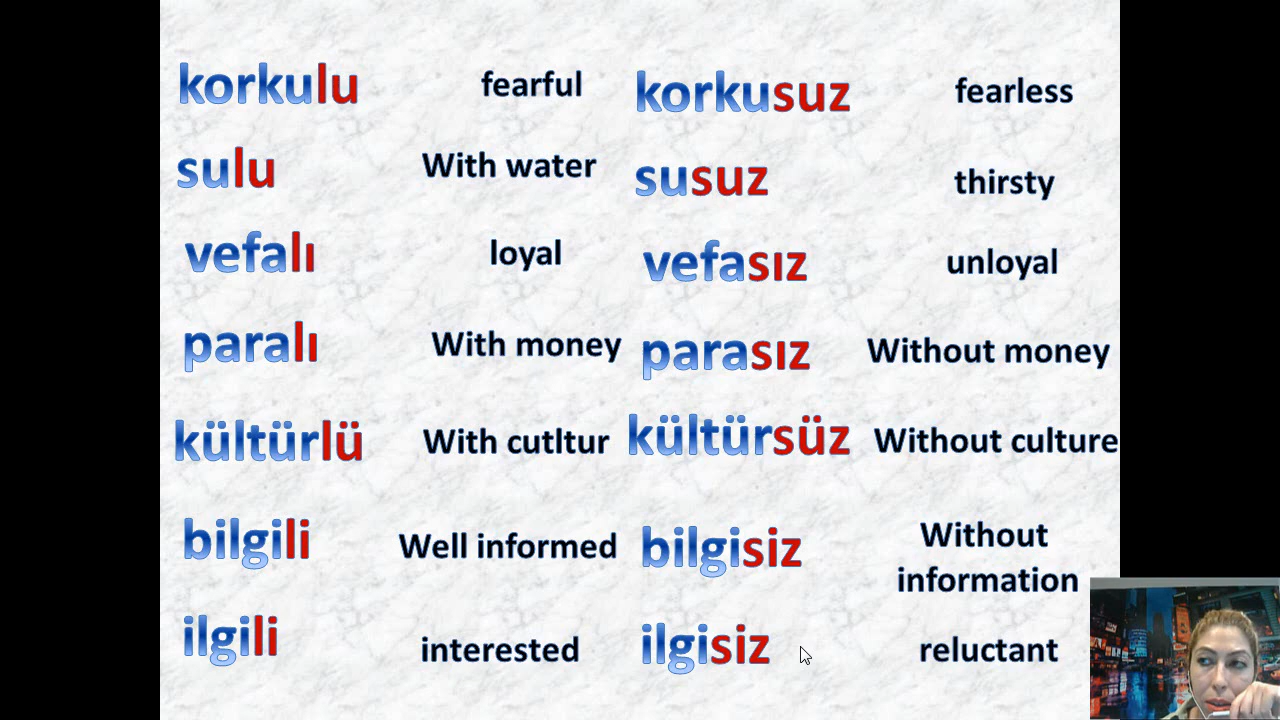 korkulu fearful korkusuz fearless
sulu With water susuz thirsty
vefalı loyal vefasız unloyal
paralı With money parasız Without money
kültürlü With cutltur kültürsüz Without culture
bilgili Well informed bilgisiz Without
information
ilgili interested ilgisiz reluctant